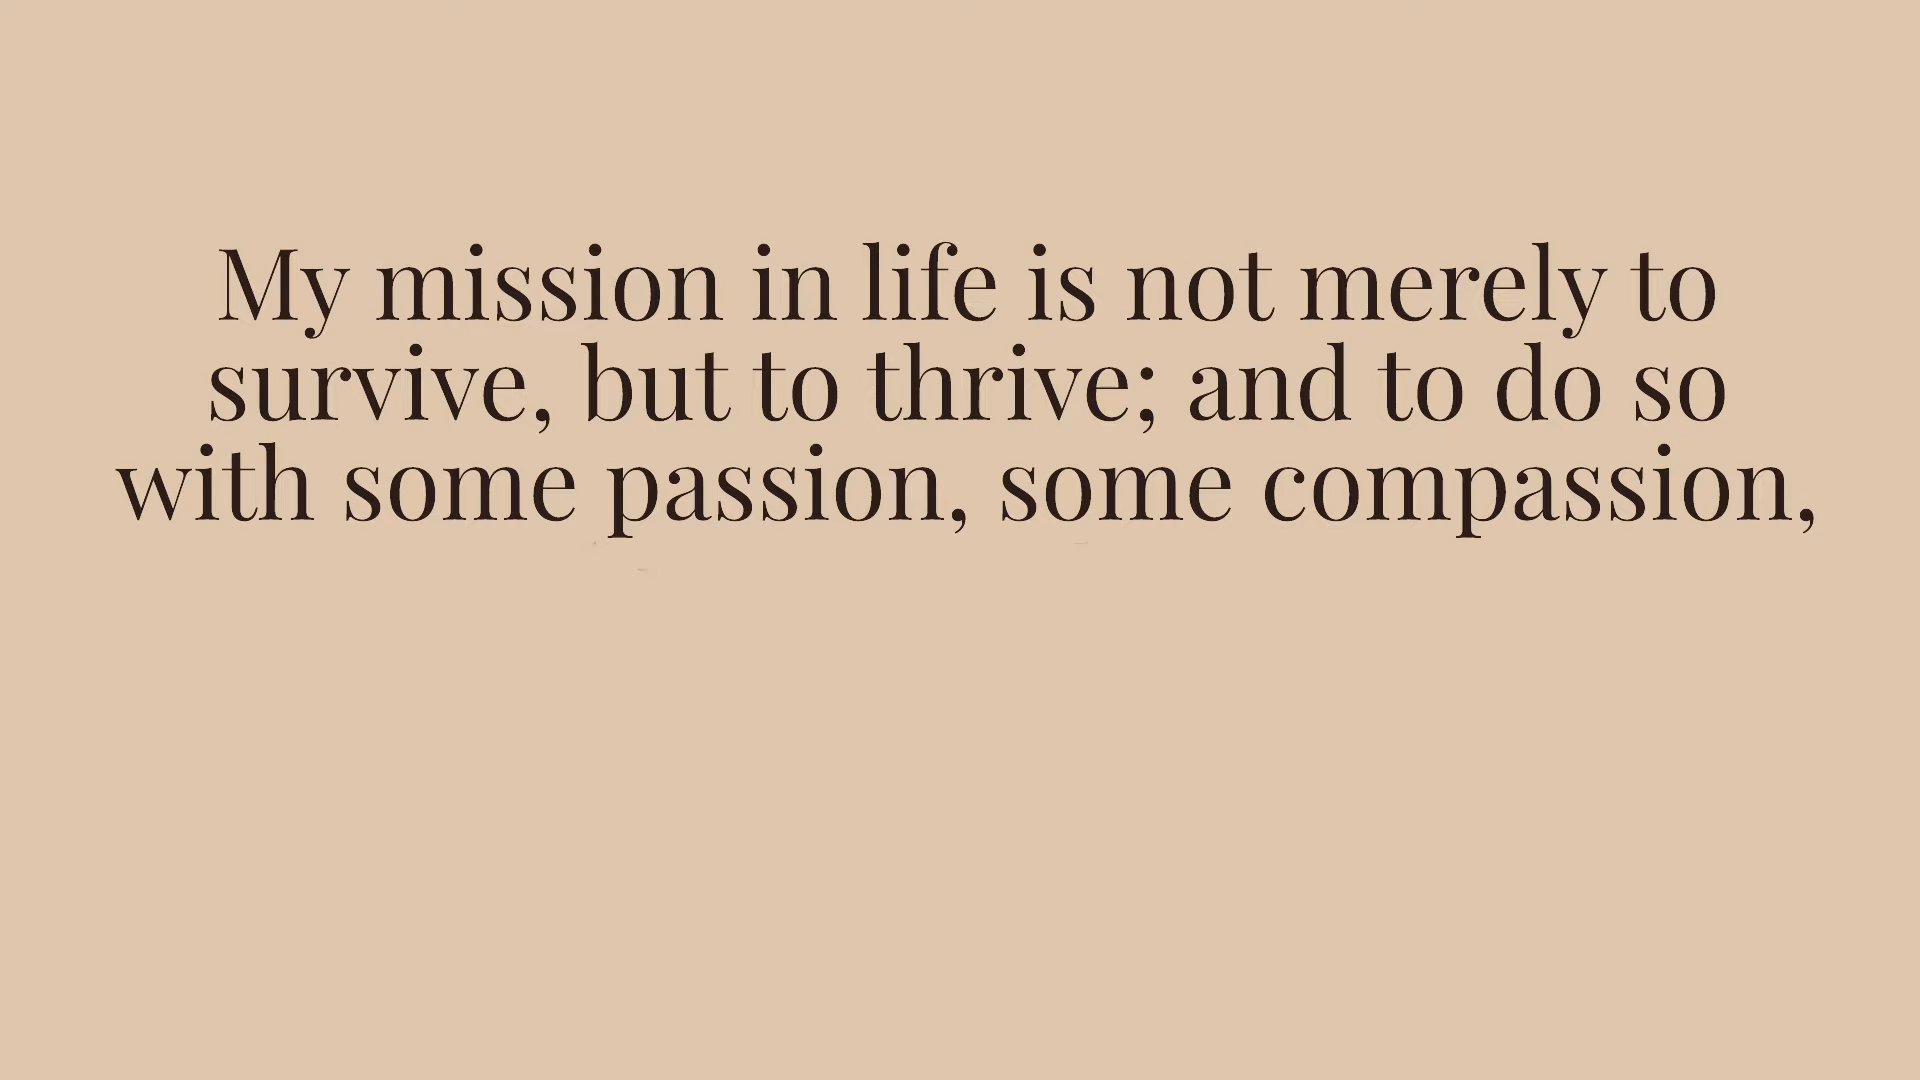 My mission in life is not merely to
survive, but to thrive; and to do so
with some passion, some compassion,